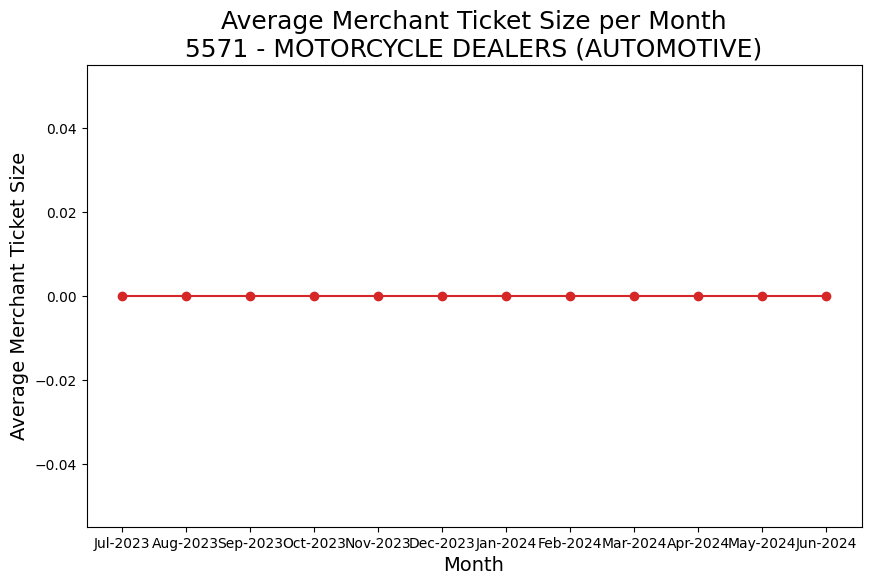 Average Merchant Ticket Size per Month
5571 - MOTORCYCLE DEALERS (AUTOMOTIVE)
Average Merchant Ticket Size
0.04
0.02
0.00
−0.02
−0.04
Jul-2023 Aug-2023 Sep-2023 Oct-2023 Nov-2023 Dec-2023 Jan-2024 Feb-2024 Mar-2024 Apr-2024 May-2024 Jun-2024
Month